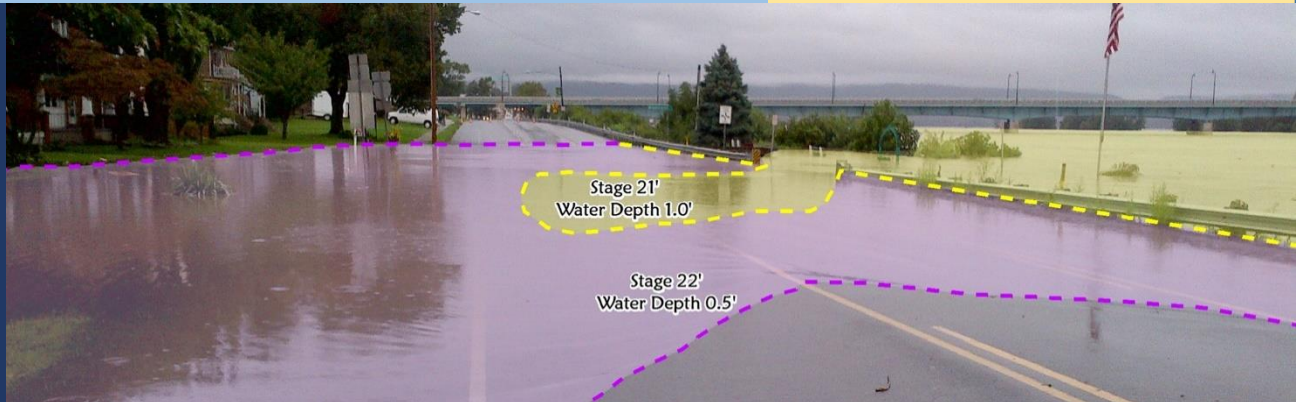 Stage 21'
Water Depth 1.0'
Stage 22'
Water Depth 0.5'